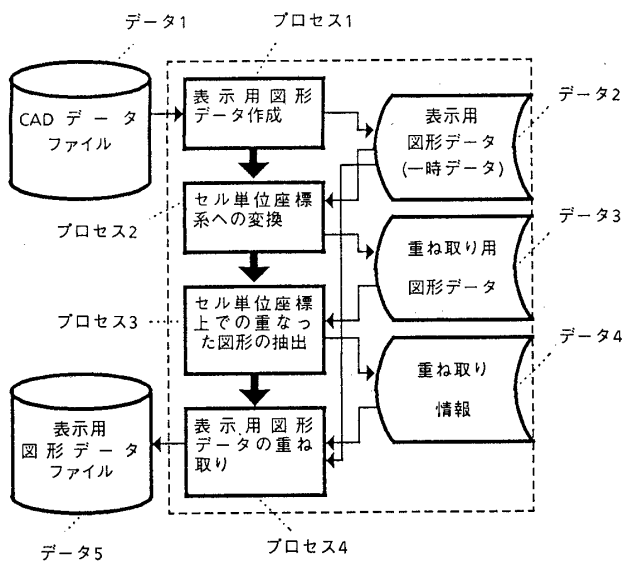 データ1
プロセス1
CAD データ
ファイル
表示用図形
データ作成
表示用
図形データ
(一時データ)
データ2
セル単位座標
系への変換
プロセス2
重ね取り用
図形データ
データ3
セル単位座標
上での重なっ
た図形の抽出
プロセス3
重ね取り
情報
データ4
表示用
図形データ
ファイル
表示用図形
データの重ね
取り
データ5
プロセス4